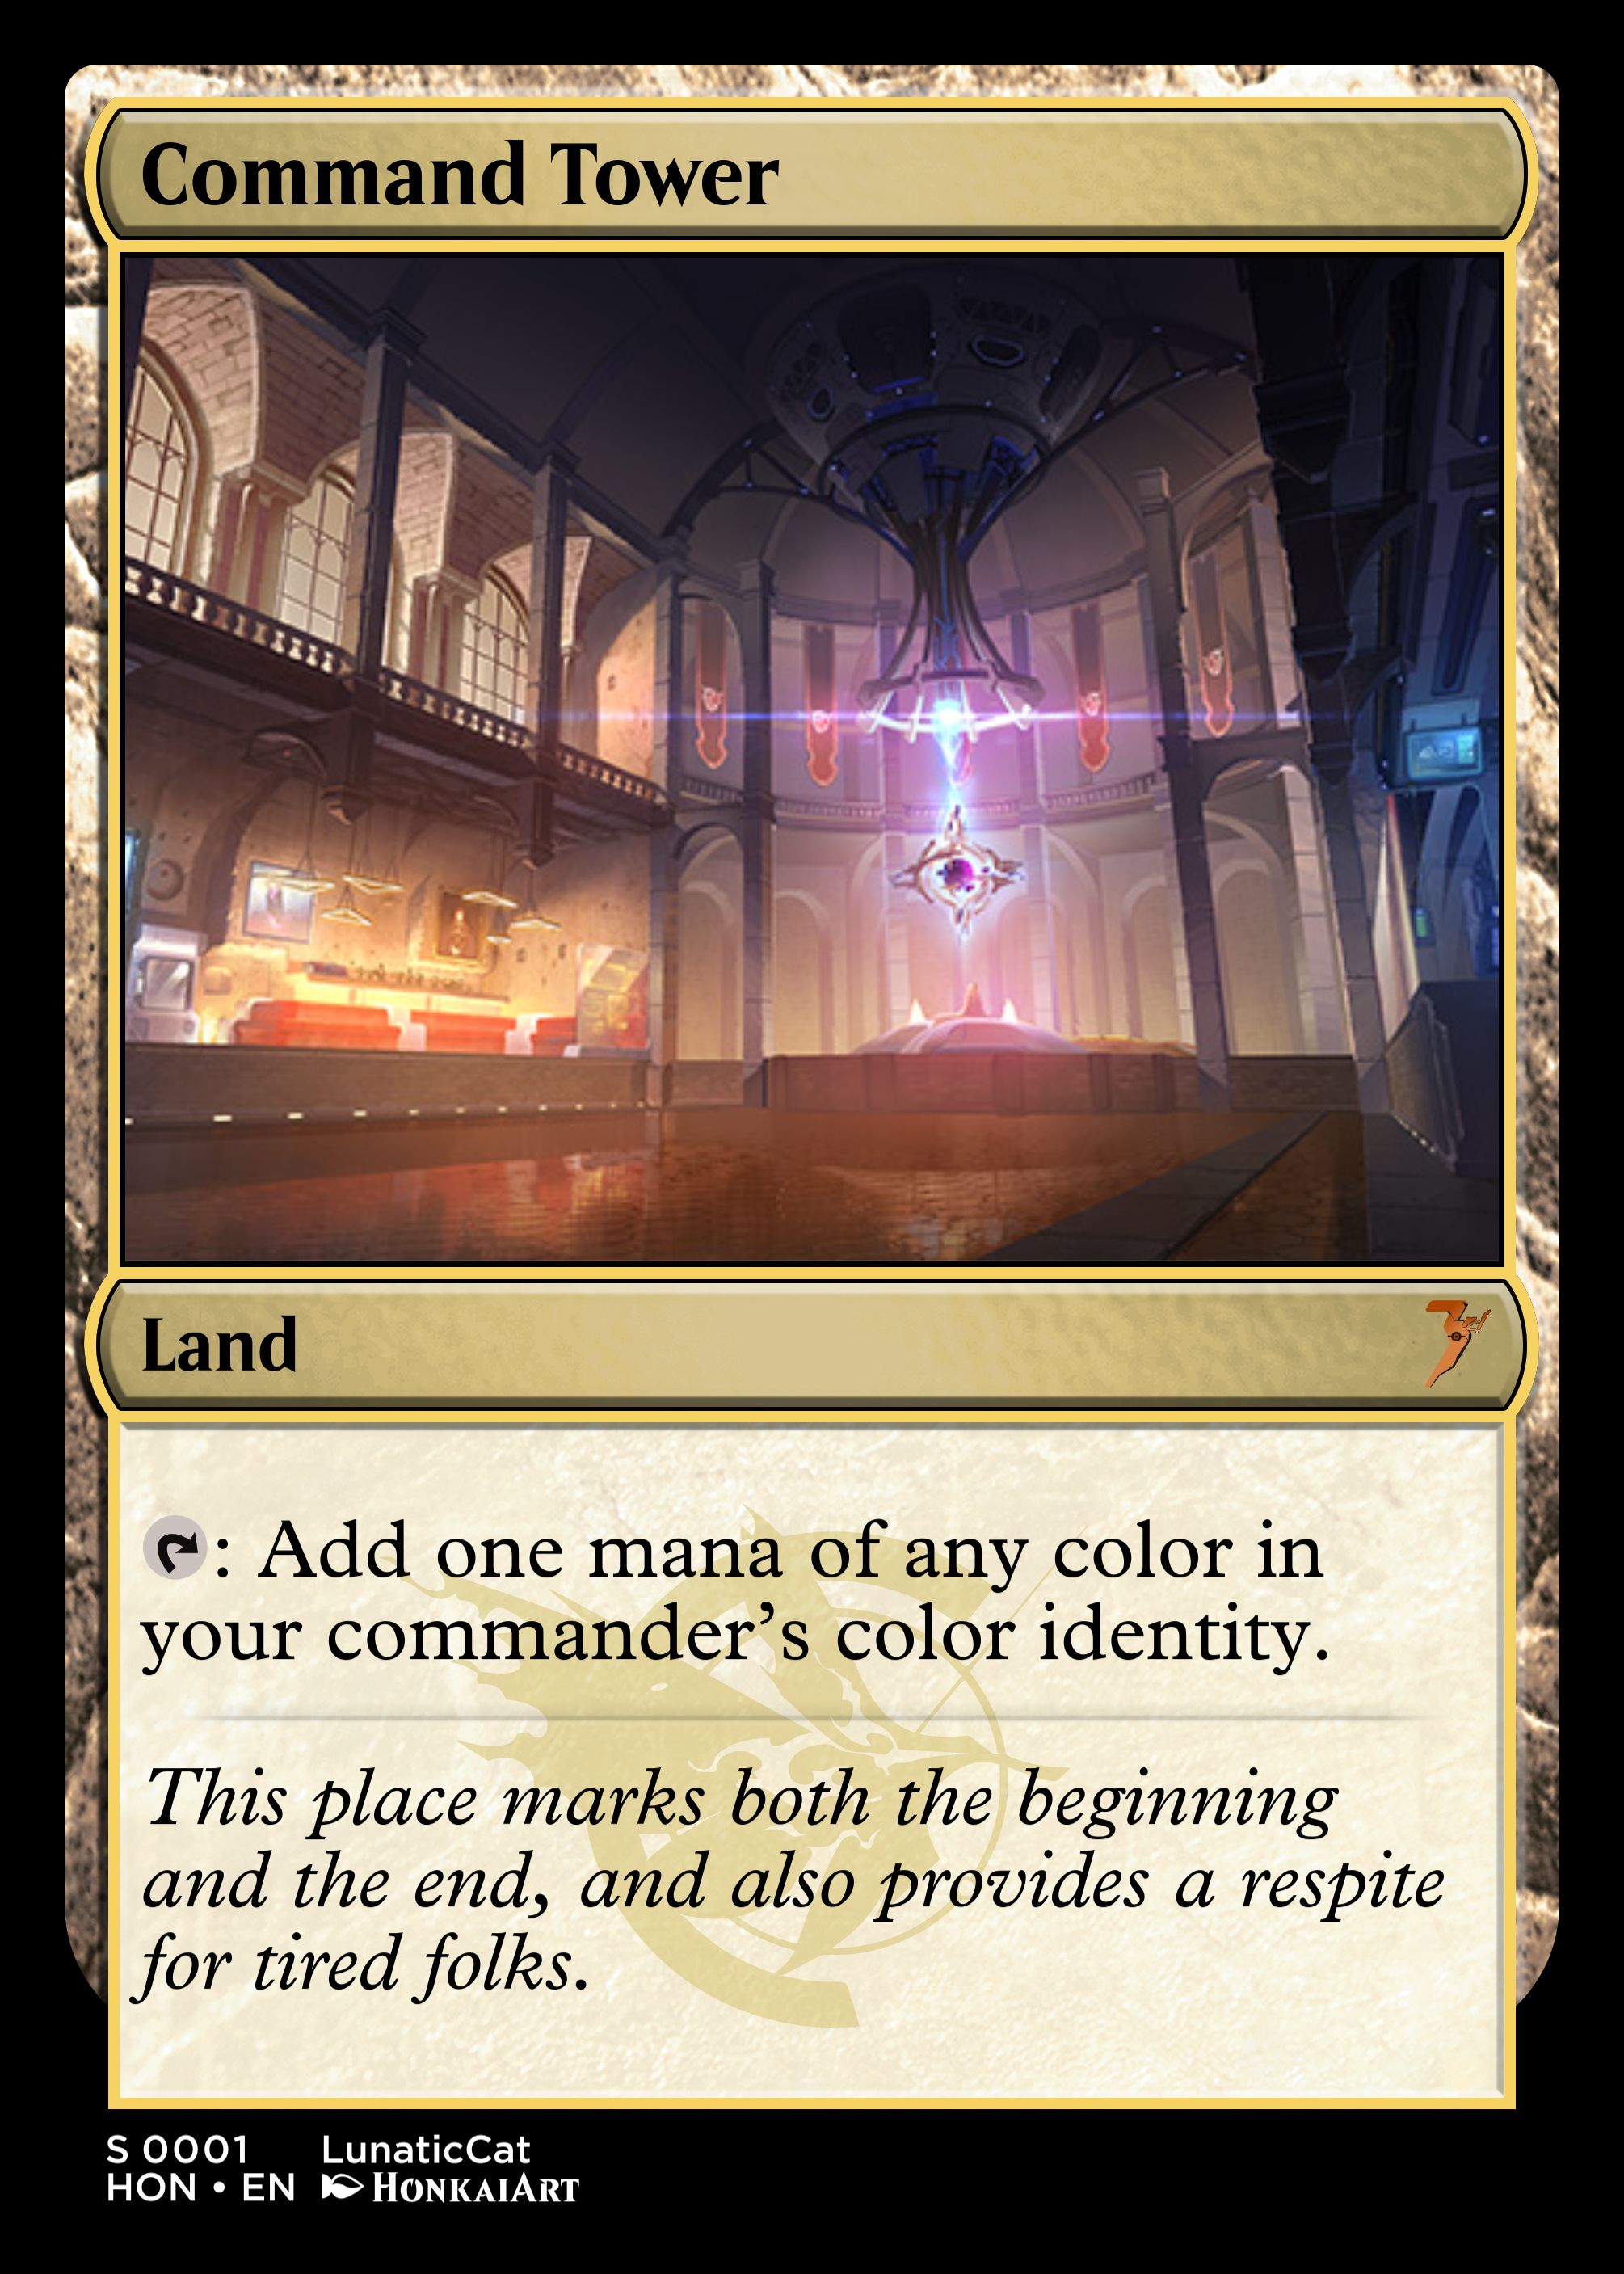 Command Tower
Land
: Add one mana of any color in
your commander’s color identity.
This place marks both the beginning
and the end, and also provides a respite
for tired folks.
S 0001 LunaticCat
HON • EN HONKAIART